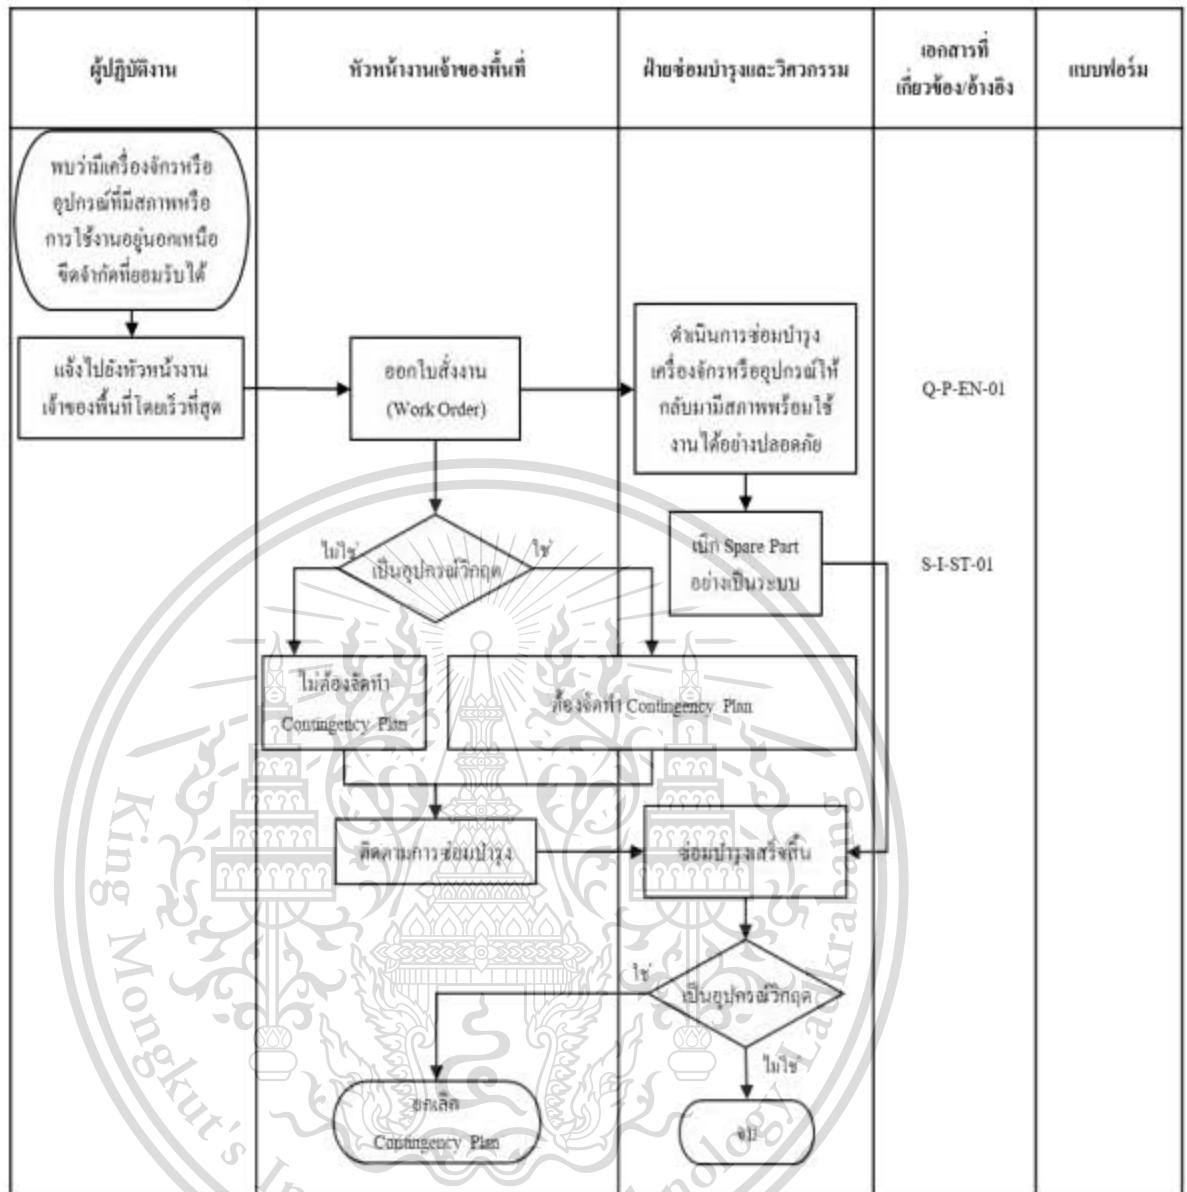 ผู้ปฏิบัติงาน
หัวหน้างานเจ้าของพื้นที่
ฝ่ายซ่อมบำรุงและวิศวกรรม
เอกสารที่
เกี่ยวข้อง/อ้างอิง
แบบฟอร์ม
พบว่ามีเครื่องจักรหรือ
อุปกรณ์ที่มีสภาพหรือ
การใช้งานอยู่นอกเหนือ
ขีดจำกัดที่ยอมรับได้
แจ้งไปยังหัวหน้างาน
เจ้าของพื้นที่โดยเร็วที่สุด
ออกใบสั่งงาน
(Work Order)
ดำเนินการซ่อมบำรุง
เครื่องจักรหรืออุปกรณ์ให้
กลับมามีสภาพพร้อมใช้
งานได้อย่างปลอดภัย
Q-P-EN-01
ไม่ใช่
เป็นอุปกรณ์วิกฤต
ใช่
เบิก Spare Part
อย่างเป็นระบบ
S-I-ST-01
ไม่ต้องจัดทำ
Contingency Plan
ต้องจัดทำ Contingency Plan
ติดตามการซ่อมบำรุง
ซ่อมบำรุงเสร็จสิ้น
ใช่
เป็นอุปกรณ์วิกฤต
ไม่ใช่
ยกเลิก
Contingency Plan
จบ
King Mongkut's In
nology Ladkrabang